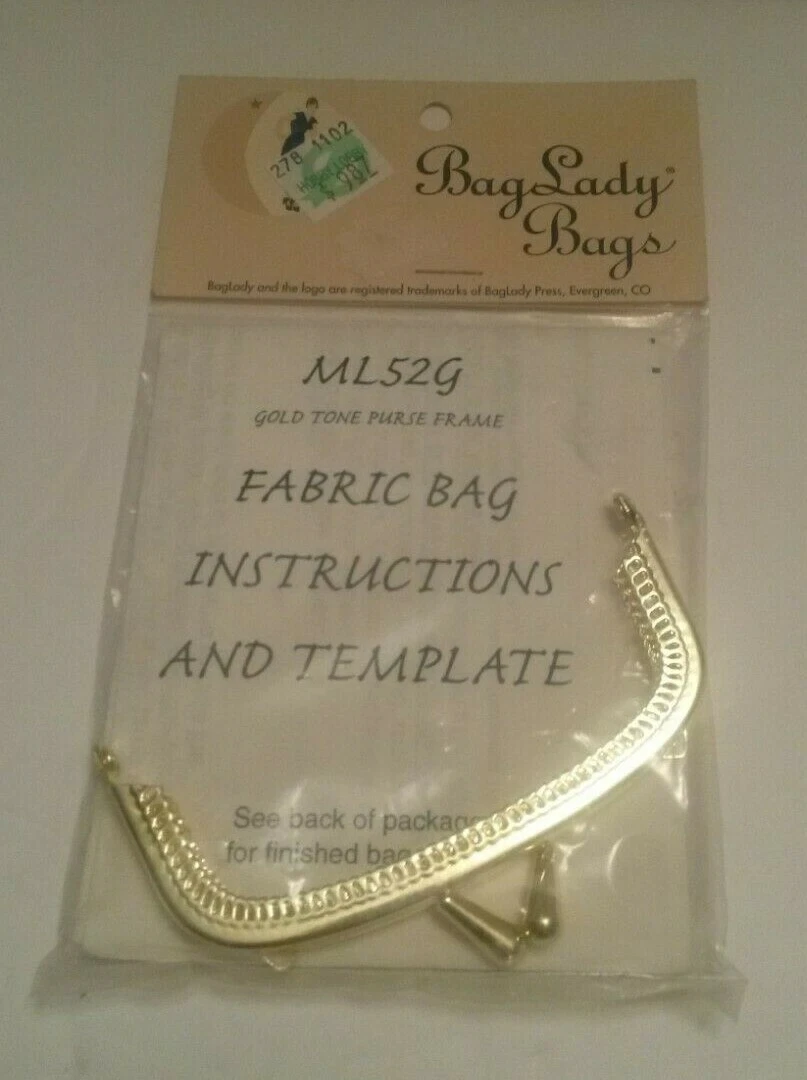 278 1102
BagLady®
Bags
BagLady and the logo are registered trademarks of BagLady Press, Evergreen, CO
ML52G
GOLD TONE PURSE FRAME
FABRIC BAG
INSTRUCTIONS
AND TEMPLATE
See back of package
for finished bag